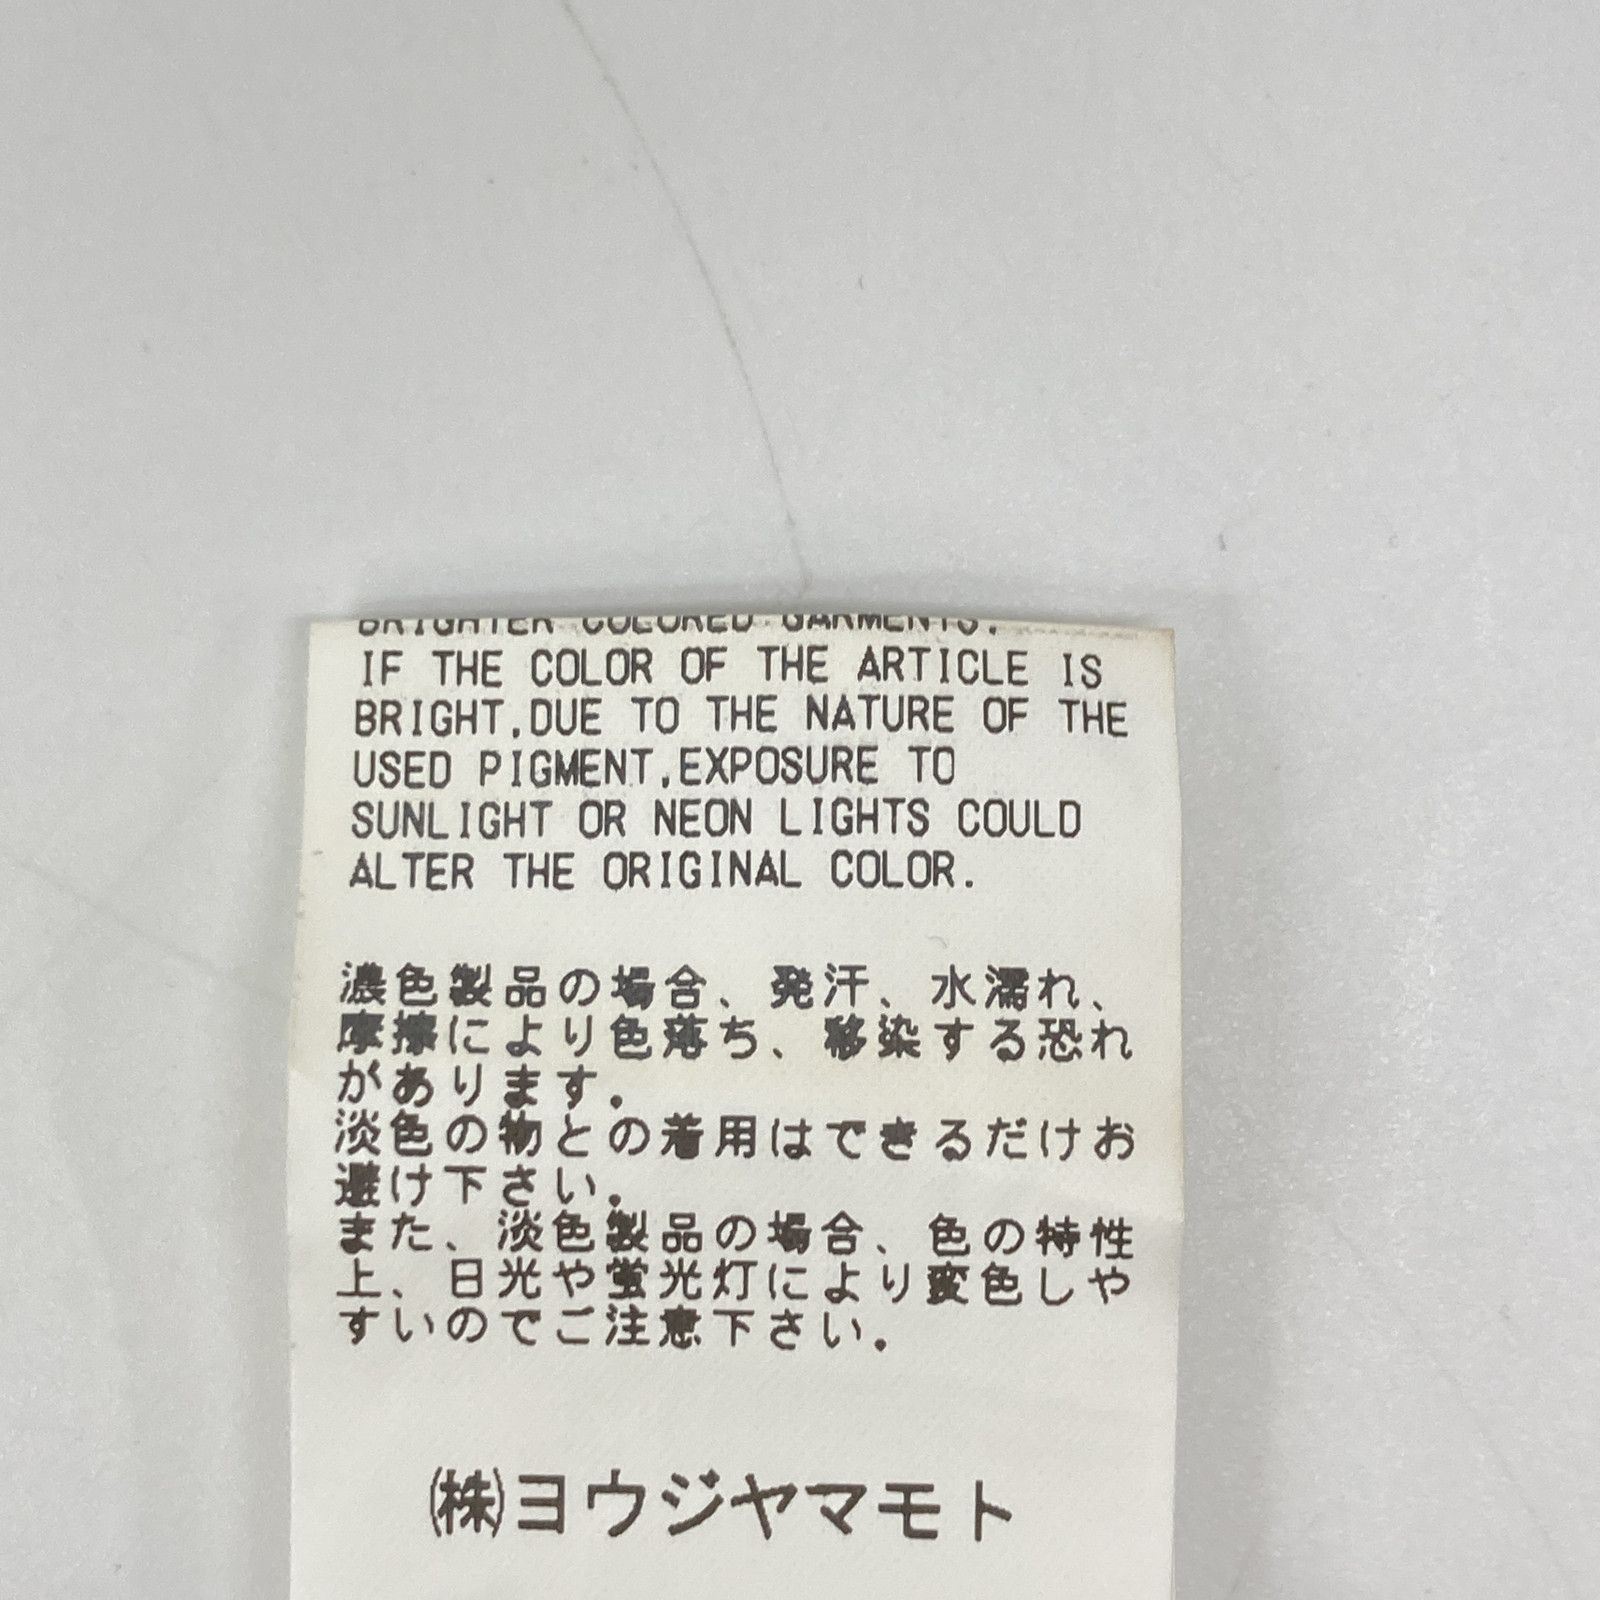 BRIGHTER COLORED GARMENTS.
IF THE COLOR OF THE ARTICLE IS
BRIGHT,DUE TO THE NATURE OF THE
USED PIGMENT,EXPOSURE TO
SUNLIGHT OR NEON LIGHTS COULD
ALTER THE ORIGINAL COLOR.
濃色製品の場合、発汗、水濡れ、
摩擦により色落ち、移染する恐れ
があります。
淡色の物との着用はできるだけお
避け下さい。
また、淡色製品の場合、色の特性
上、日光や蛍光灯により変色しや
すいのでご注意下さい。
㈱ヨウジヤマモト